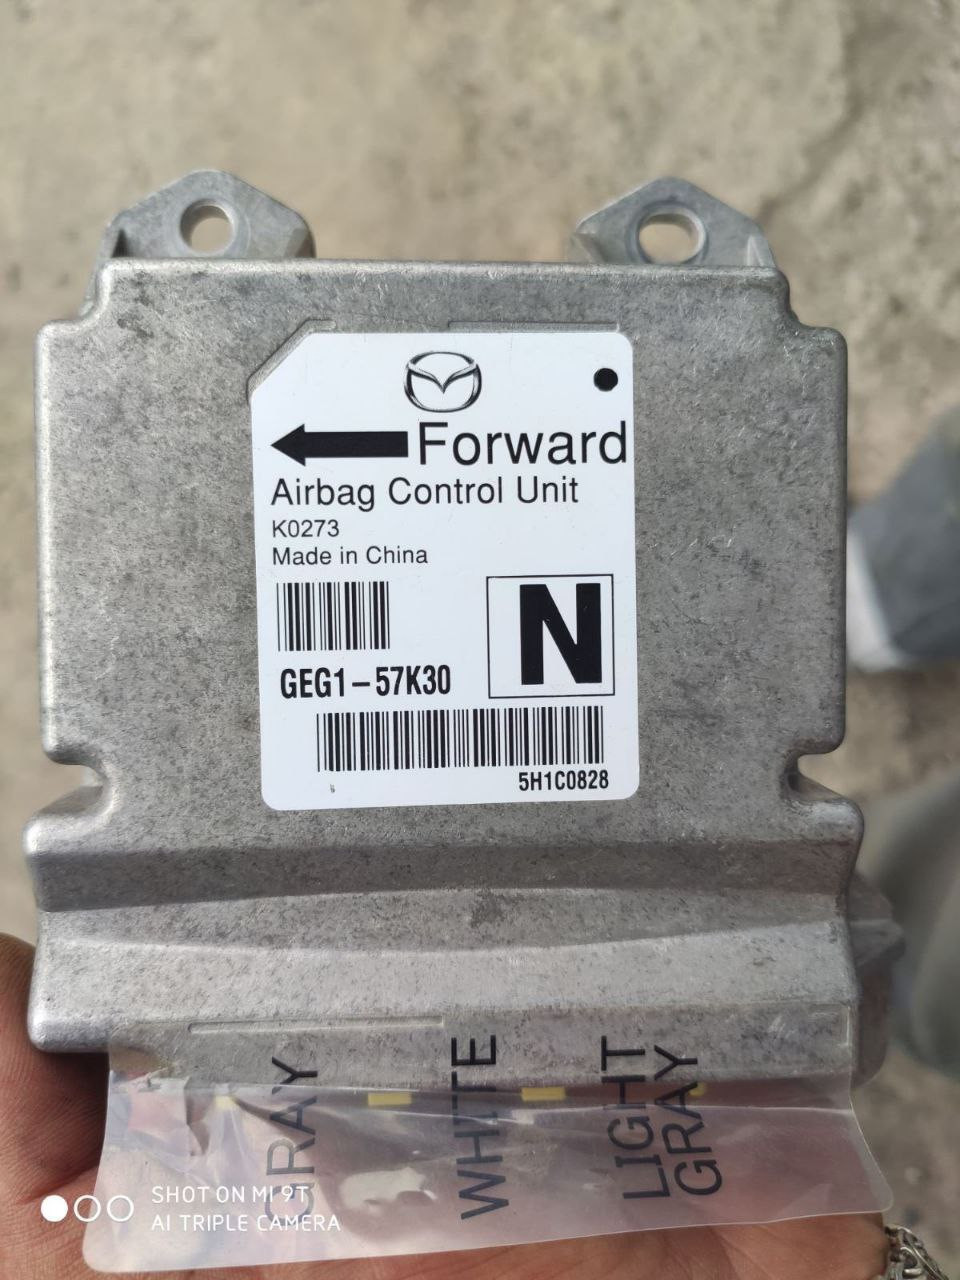 Forward
Airbag Control Unit
K0273
Made in China
N
GEG1-57K30
5H1C0828
GRAY
WHITE
LIGHT
GRAY
SHOT ON MI 9T
AI TRIPLE CAMERA